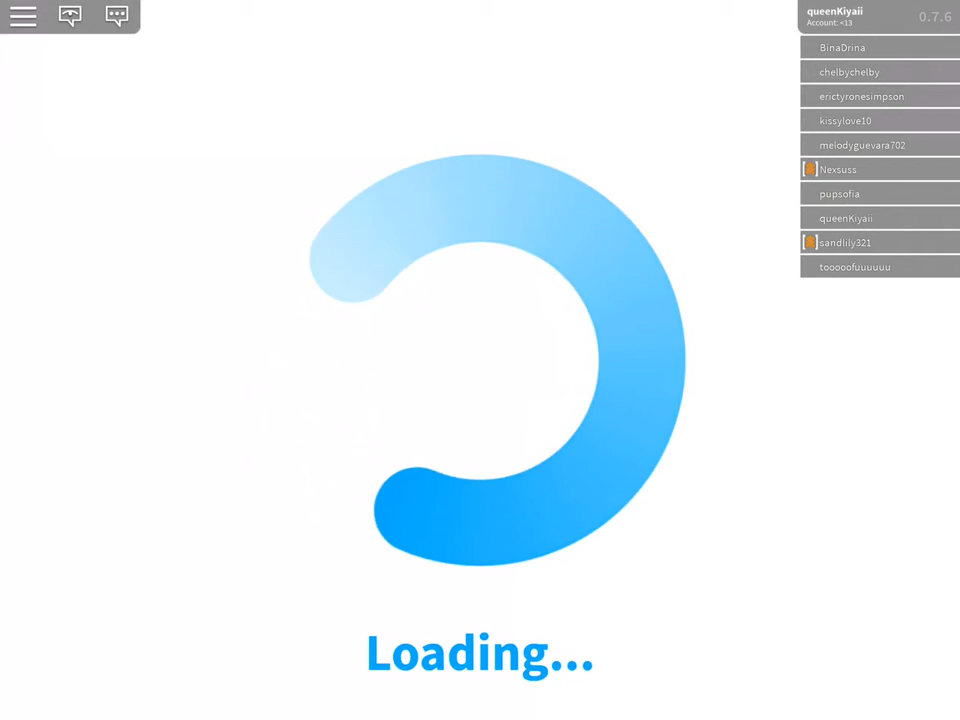 queenKiyaii
Account: <13
0.7.6
BinaDrina
chelbychelby
erictyronesimpson
kissylove10
melodyguevara702
Nexsuss
pupsofia
queenKiyaii
sandlily321
tooooofuuuuuu
Loading...